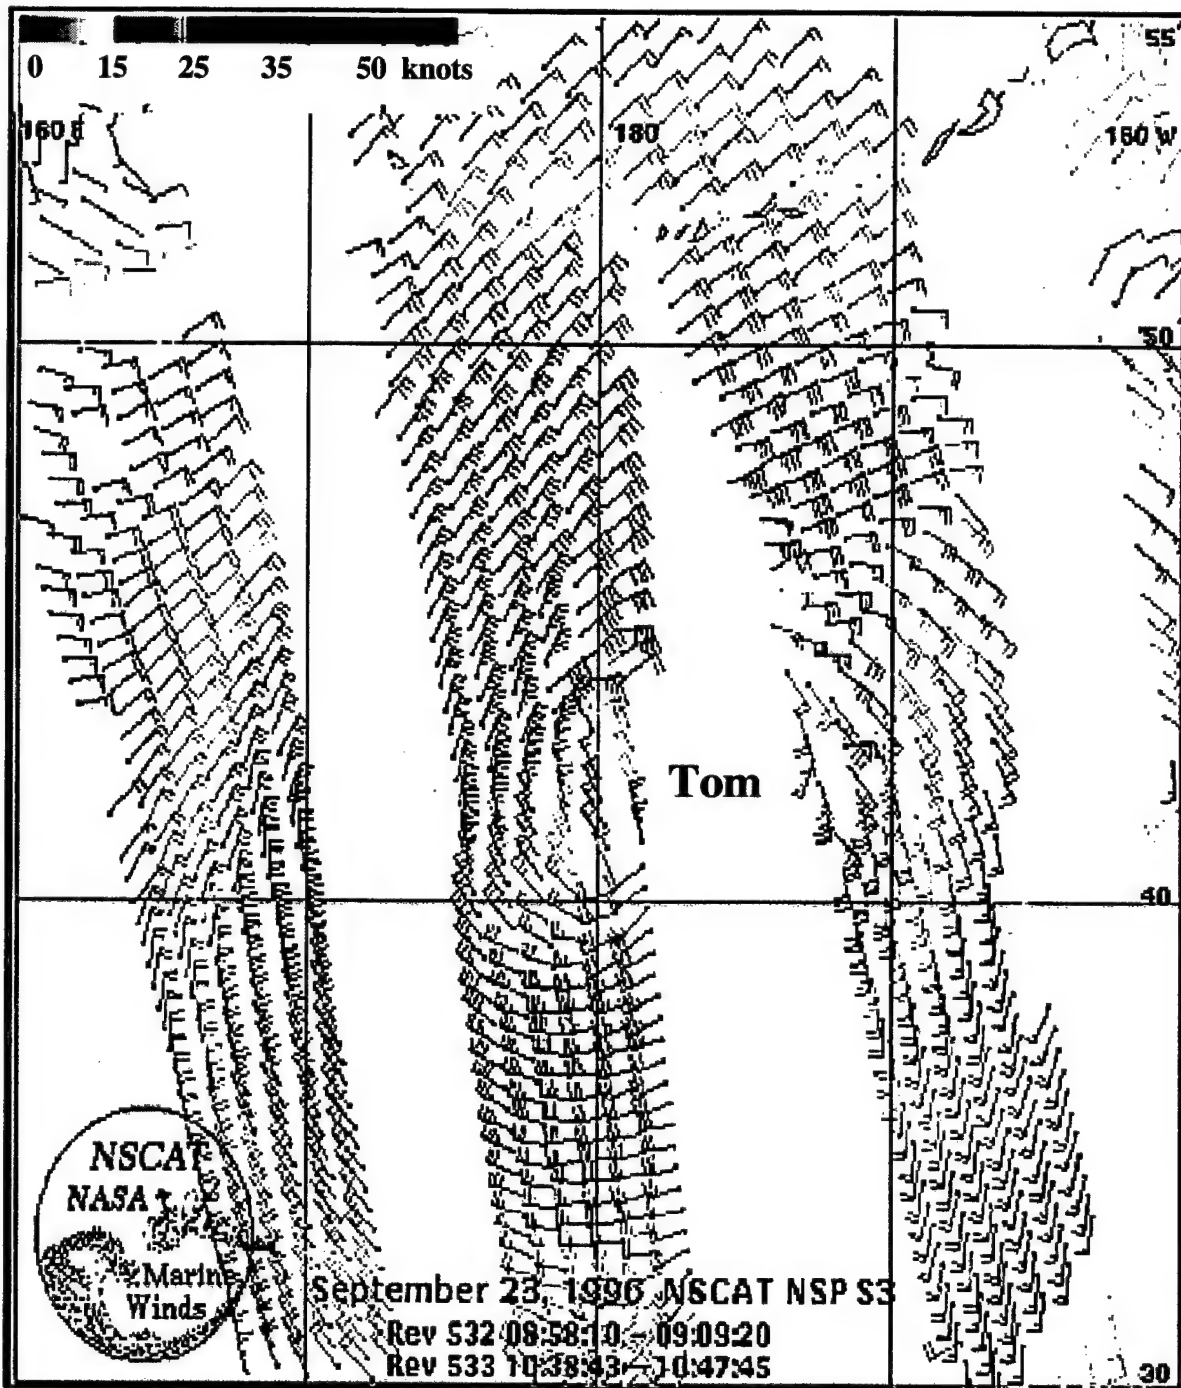 0 15 25 35 50 knots
55
160 E 180 160 W
50
Tom
40
NSCAT
NASA
Marine
Winds
September 23, 1996 NSCAT NSP S3
Rev 532 08:58:10 - 09:09:20
Rev 533 10:38:43 - 10:47:45
30